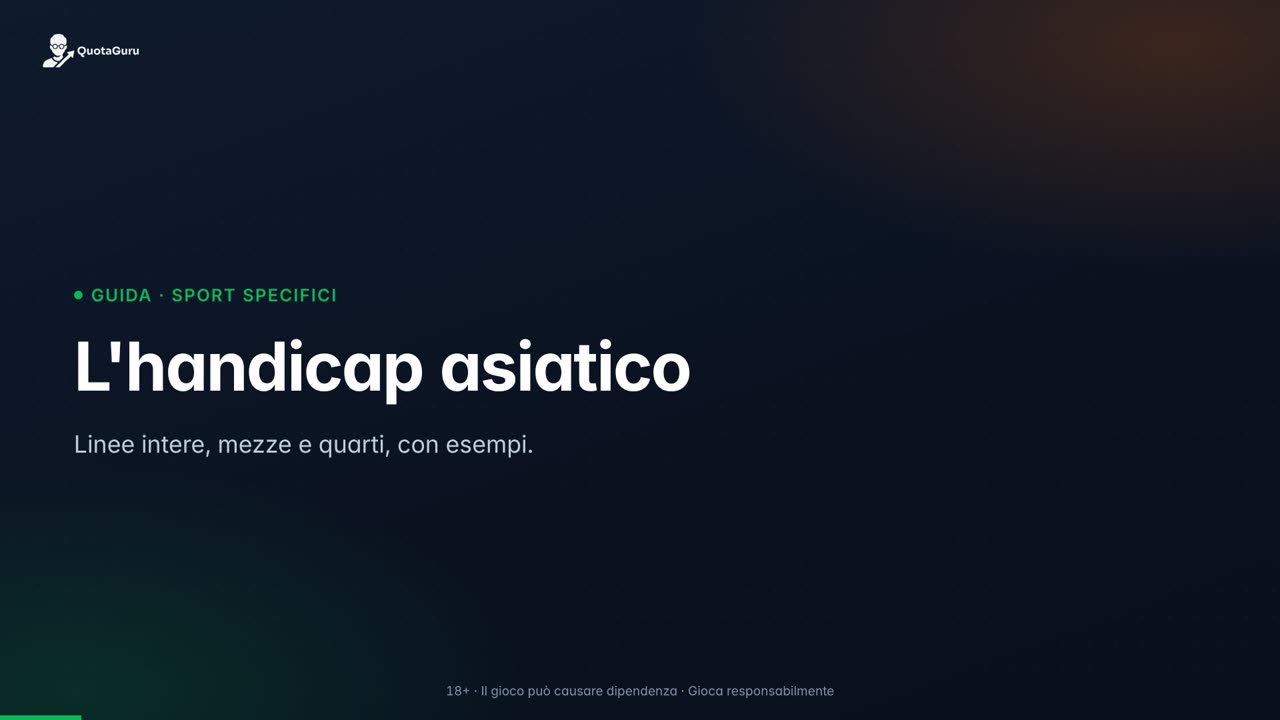 QuotaGuru
GUIDA · SPORT SPECIFICI
L'handicap asiatico
Linee intere, mezze e quarti, con esempi.
18+ · Il gioco può causare dipendenza · Gioca responsabilmente